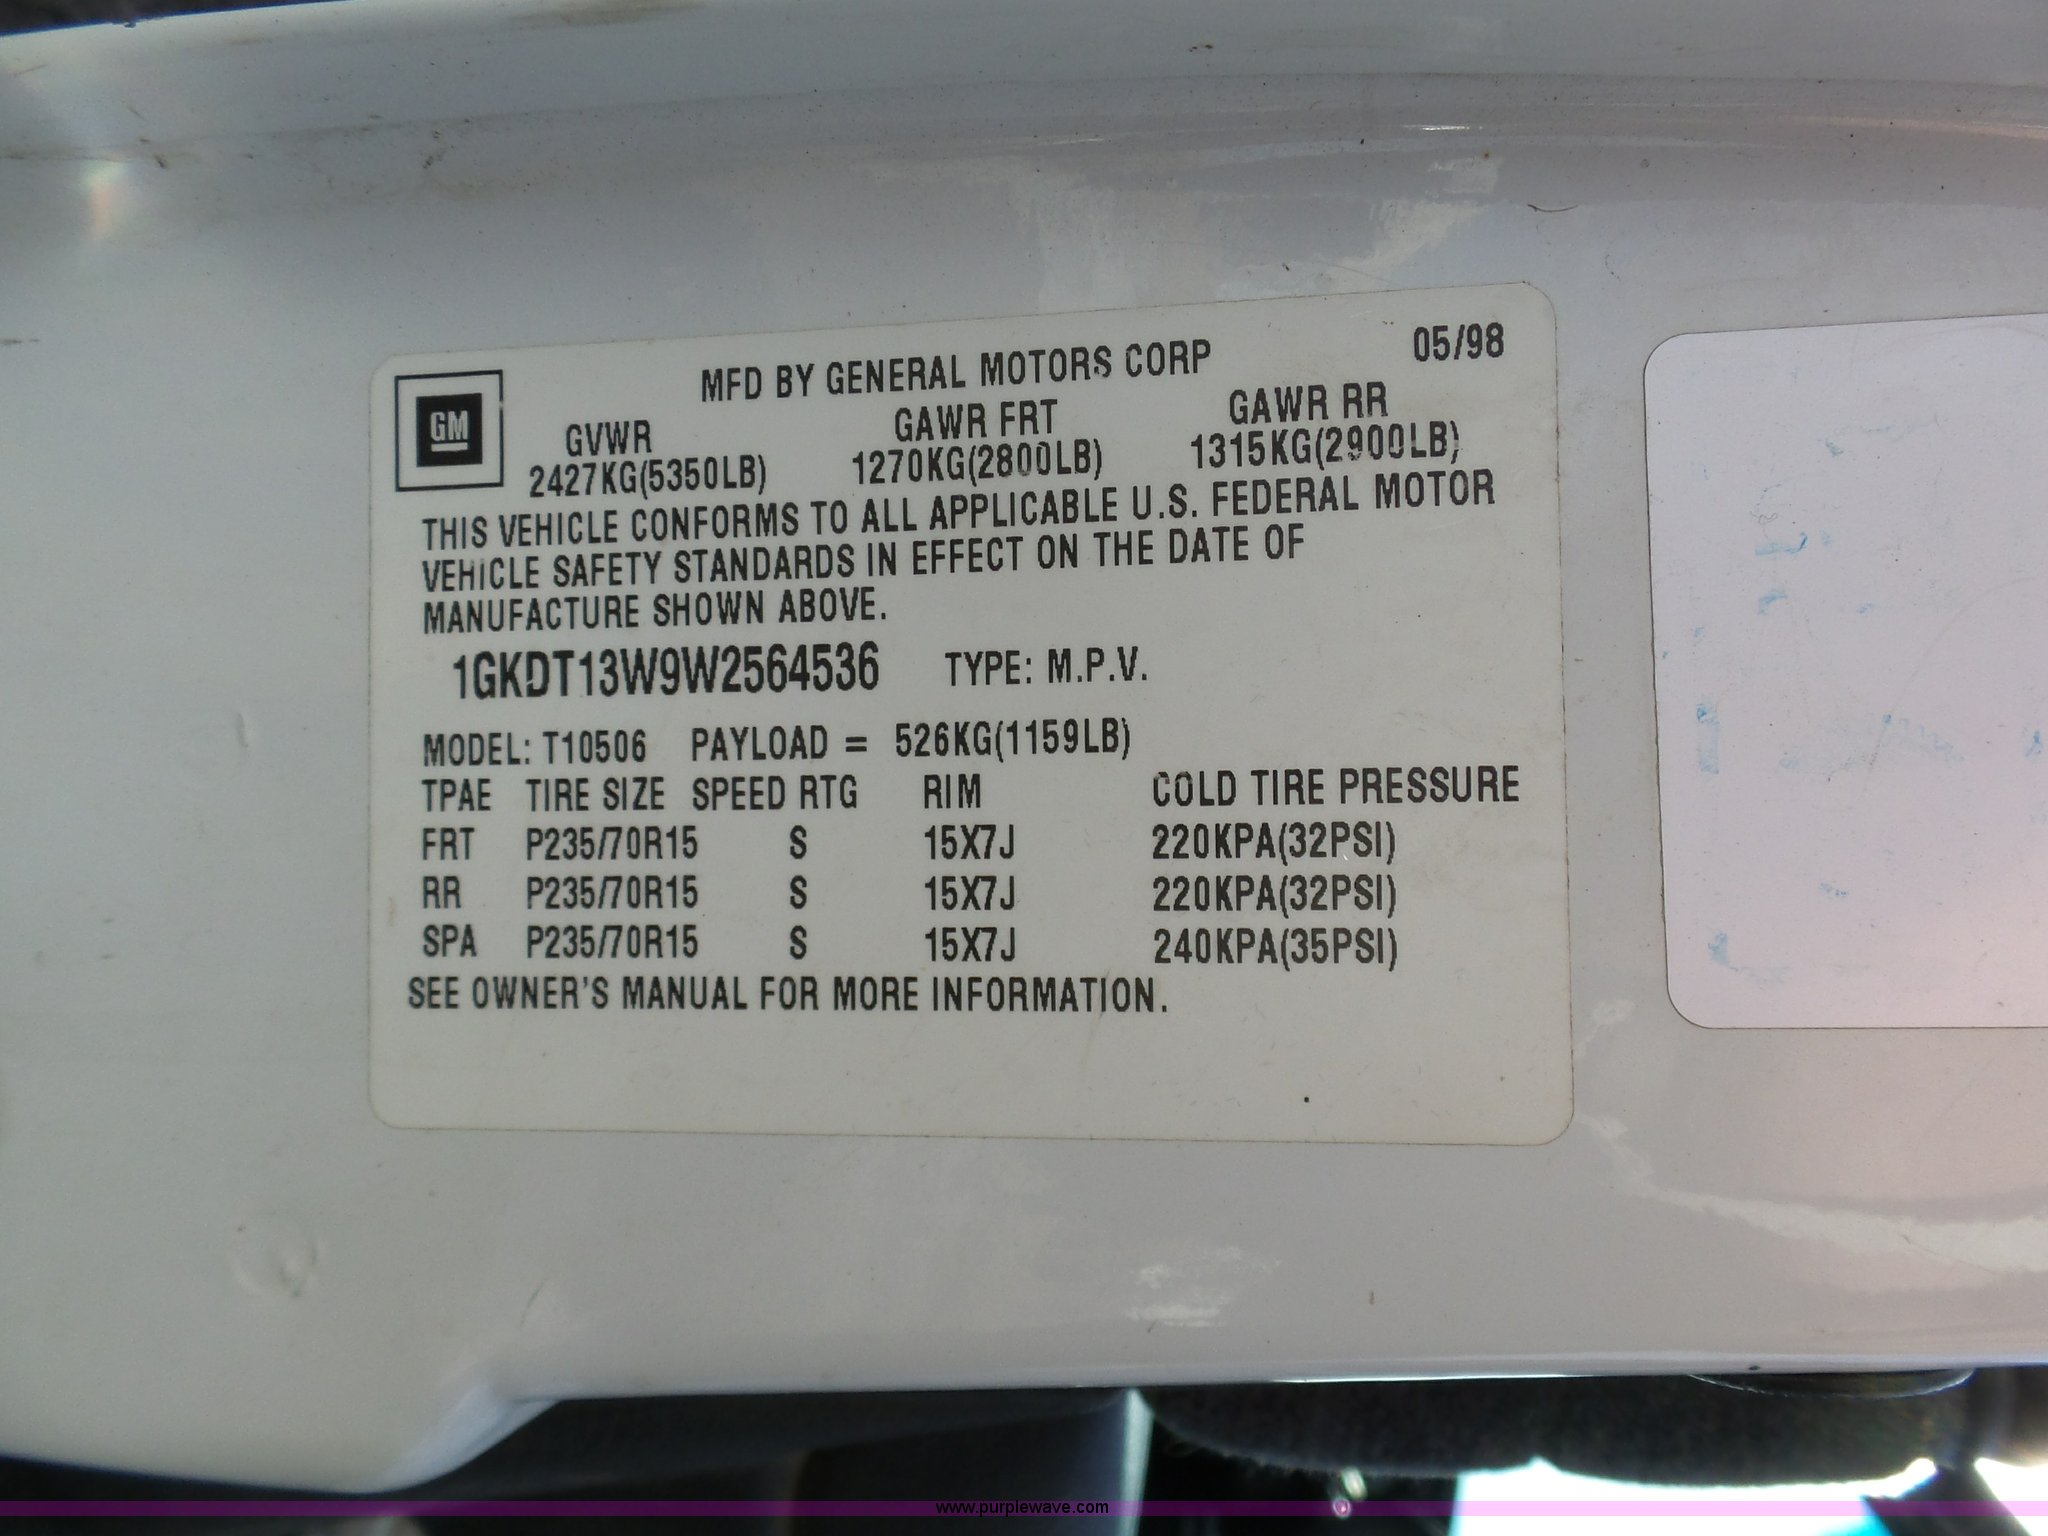 MFD BY GENERAL MOTORS CORP 05/98
GM
GVWR GAWR FRT GAWR RR
2427KG(5350LB) 1270KG(2800LB) 1315KG(2900LB)
THIS VEHICLE CONFORMS TO ALL APPLICABLE U.S. FEDERAL MOTOR
VEHICLE SAFETY STANDARDS IN EFFECT ON THE DATE OF
MANUFACTURE SHOWN ABOVE.
1GKDT13W9W2564536 TYPE: M.P.V.
MODEL: T10506 PAYLOAD = 526KG(1159LB)
TPAE TIRE SIZE SPEED RTG RIM COLD TIRE PRESSURE
FRT P235/70R15 S 15X7J 220KPA(32PSI)
RR P235/70R15 S 15X7J 220KPA(32PSI)
SPA P235/70R15 S 15X7J 240KPA(35PSI)
SEE OWNER'S MANUAL FOR MORE INFORMATION.
www.purplewave.com